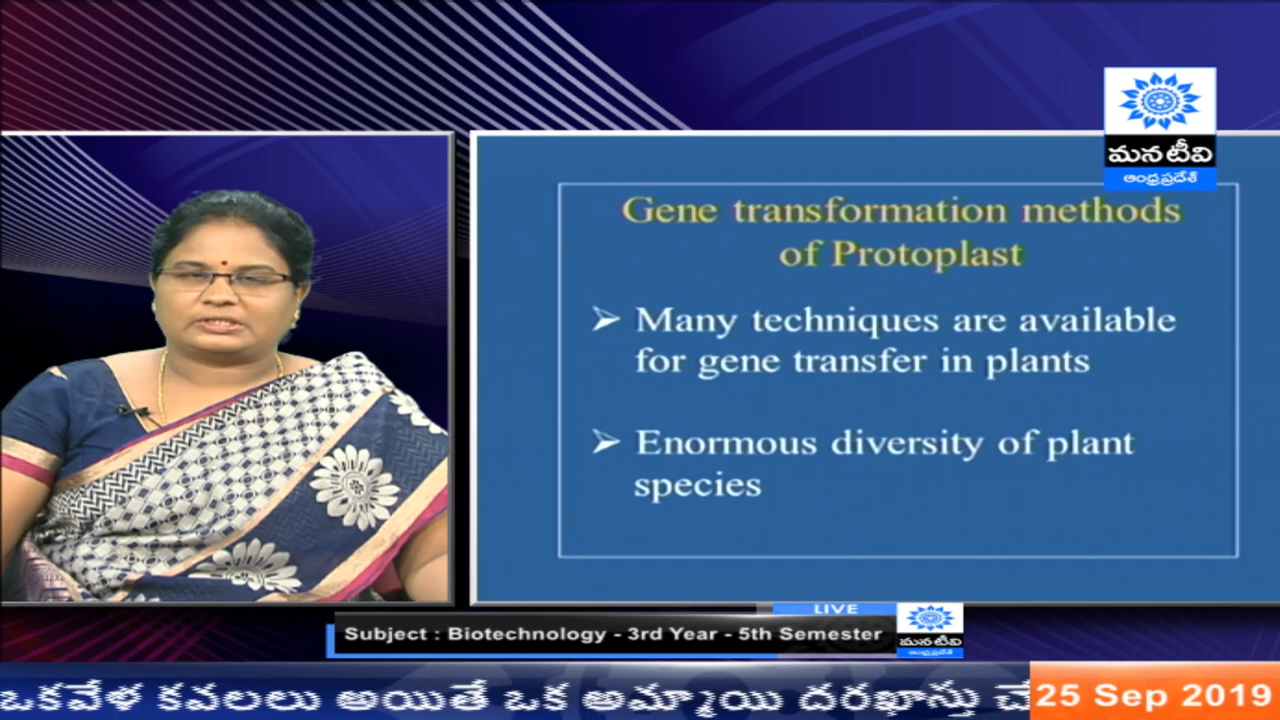 మన టీవి
ఆంధ్రప్రదేశ్
Gene transformation methods
of Protoplast
➢ Many techniques are available
for gene transfer in plants
➢ Enormous diversity of plant
species
LIVE
Subject : Biotechnology - 3rd Year - 5th Semester
మన టీవి
ఆంధ్రప్రదేశ్
ఒకవేళ కవలలు అయితే ఒక అమ్మాయి దరఖాస్తు చే
25 Sep 2019